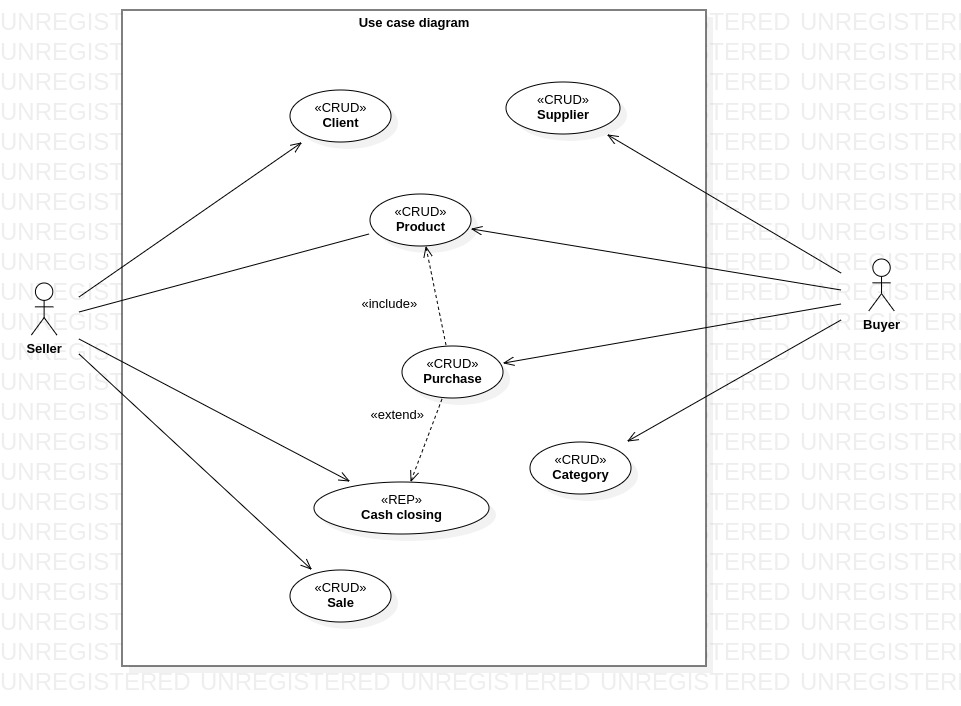 Use case diagram
«CRUD»
Client
«CRUD»
Supplier
«CRUD»
Product
«include»
Seller
Buyer
«CRUD»
Purchase
«extend»
«CRUD»
Category
«REP»
Cash closing
«CRUD»
Sale
UNREGISTERED UNREGISTERED UNREGISTERED UNREGISTERED UNREGISTERED